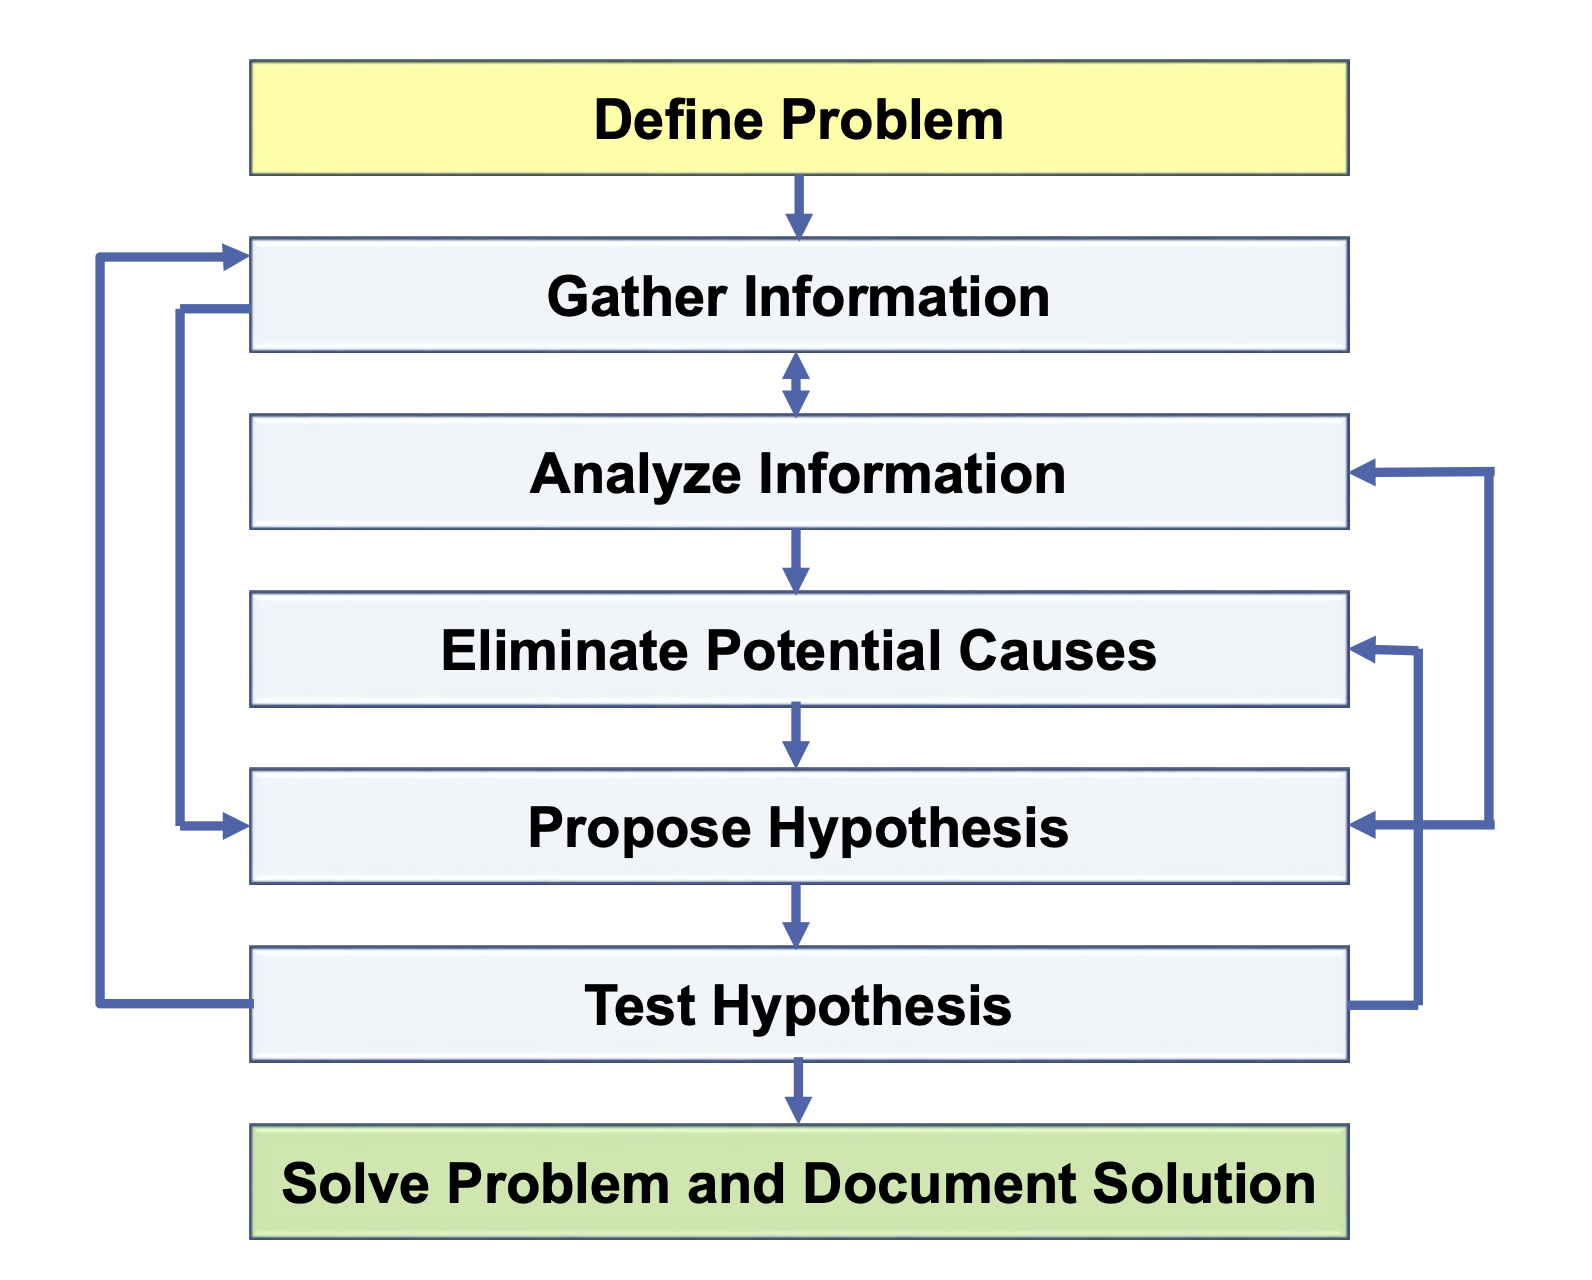 Define Problem
Gather Information
Analyze Information
Eliminate Potential Causes
Propose Hypothesis
Test Hypothesis
Solve Problem and Document Solution